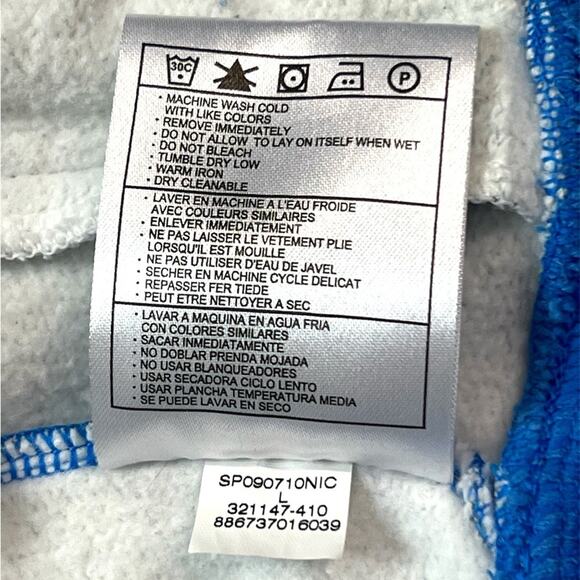 30C P
· MACHINE WASH COLD
WITH LIKE COLORS
· REMOVE IMMEDIATELY
· DO NOT ALLOW TO LAY ON ITSELF WHEN WET
· DO NOT BLEACH
· TUMBLE DRY LOW
· WARM IRON
· DRY CLEANABLE
· LAVER EN MACHINE A L'EAU FROIDE
AVEC COULEURS SIMILAIRES
· ENLEVER IMMEDIATEMENT
· NE PAS LAISSER LE VETEMENT PLIE
LORSQU'IL EST MOUILLE
· NE PAS UTILISER D'EAU DE JAVEL
· SECHER EN MACHINE CYCLE DELICAT
· REPASSER FER TIEDE
· PEUT ETRE NETTOYER A SEC
· LAVAR A MAQUINA EN AGUA FRIA
CON COLORES SIMILARES
· SACAR INMEDIATAMENTE
· NO DOBLAR PRENDA MOJADA
· NO USAR BLANQUEADORES
· USAR SECADORA CICLO LENTO
· USAR PLANCHA TEMPERATURA MEDIA
· SE PUEDE LAVAR EN SECO
SP090710NIC
L
321147-410
886737016039